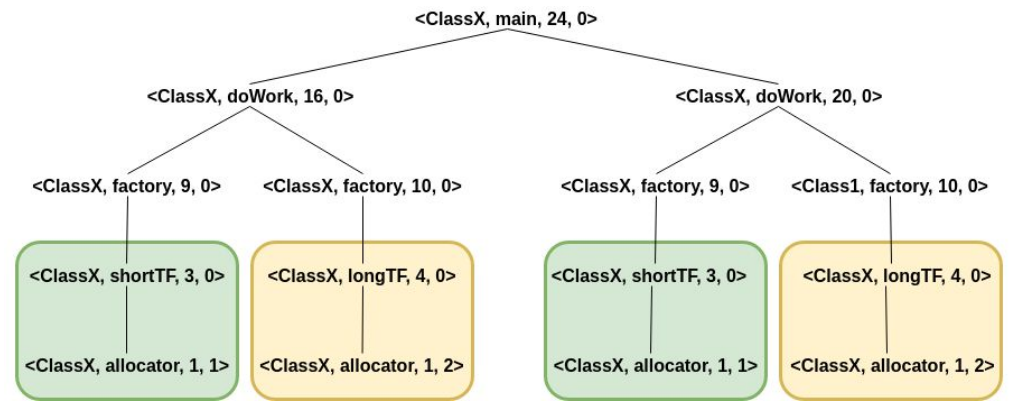 <ClassX, main, 24, 0>
<ClassX, doWork, 16, 0> <ClassX, doWork, 20, 0>
<ClassX, factory, 9, 0> <ClassX, factory, 10, 0> <ClassX, factory, 9, 0> <Class1, factory, 10, 0>
<ClassX, shortTF, 3, 0> <ClassX, longTF, 4, 0> <ClassX, shortTF, 3, 0> <ClassX, longTF, 4, 0>
<ClassX, allocator, 1, 1> <ClassX, allocator, 1, 2> <ClassX, allocator, 1, 1> <ClassX, allocator, 1, 2>